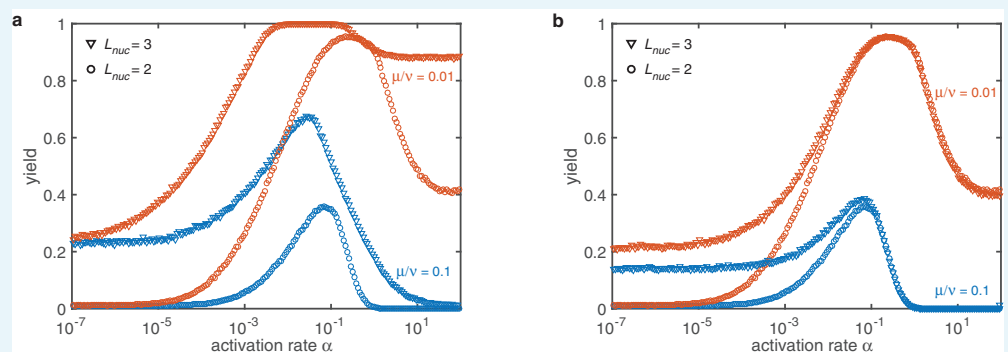 a
1
0.8
0.6
0.4
0.2
0
yield
▽ L_nuc = 3
○ L_nuc = 2
μ/ν = 0.01
μ/ν = 0.1
10^-7
10^-5
10^-3
10^-1
10^1
activation rate α
b
1
0.8
0.6
0.4
0.2
0
yield
▽ L_nuc = 3
○ L_nuc = 2
μ/ν = 0.01
μ/ν = 0.1
10^-7
10^-5
10^-3
10^-1
10^1
activation rate α